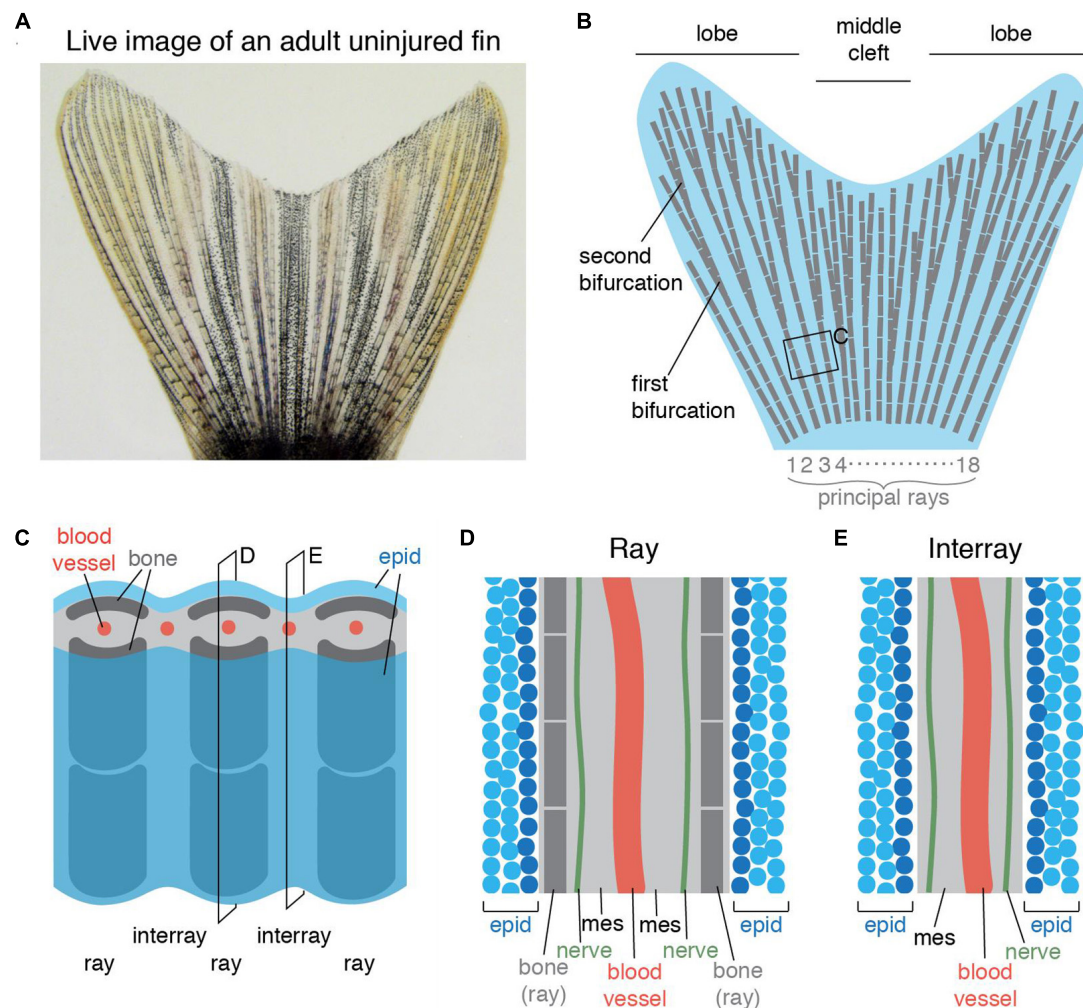 A
Live image of an adult uninjured fin
B
lobe
middle
cleft
lobe
second
bifurcation
first
bifurcation
C
1 2 3 4 ............... 18
principal rays
C
blood
vessel
bone
D
E
epid
interray
interray
ray
ray
ray
D
Ray
epid
bone
(ray)
nerve
mes
blood
vessel
mes
nerve
bone
(ray)
epid
E
Interray
epid
mes
blood
vessel
nerve
epid